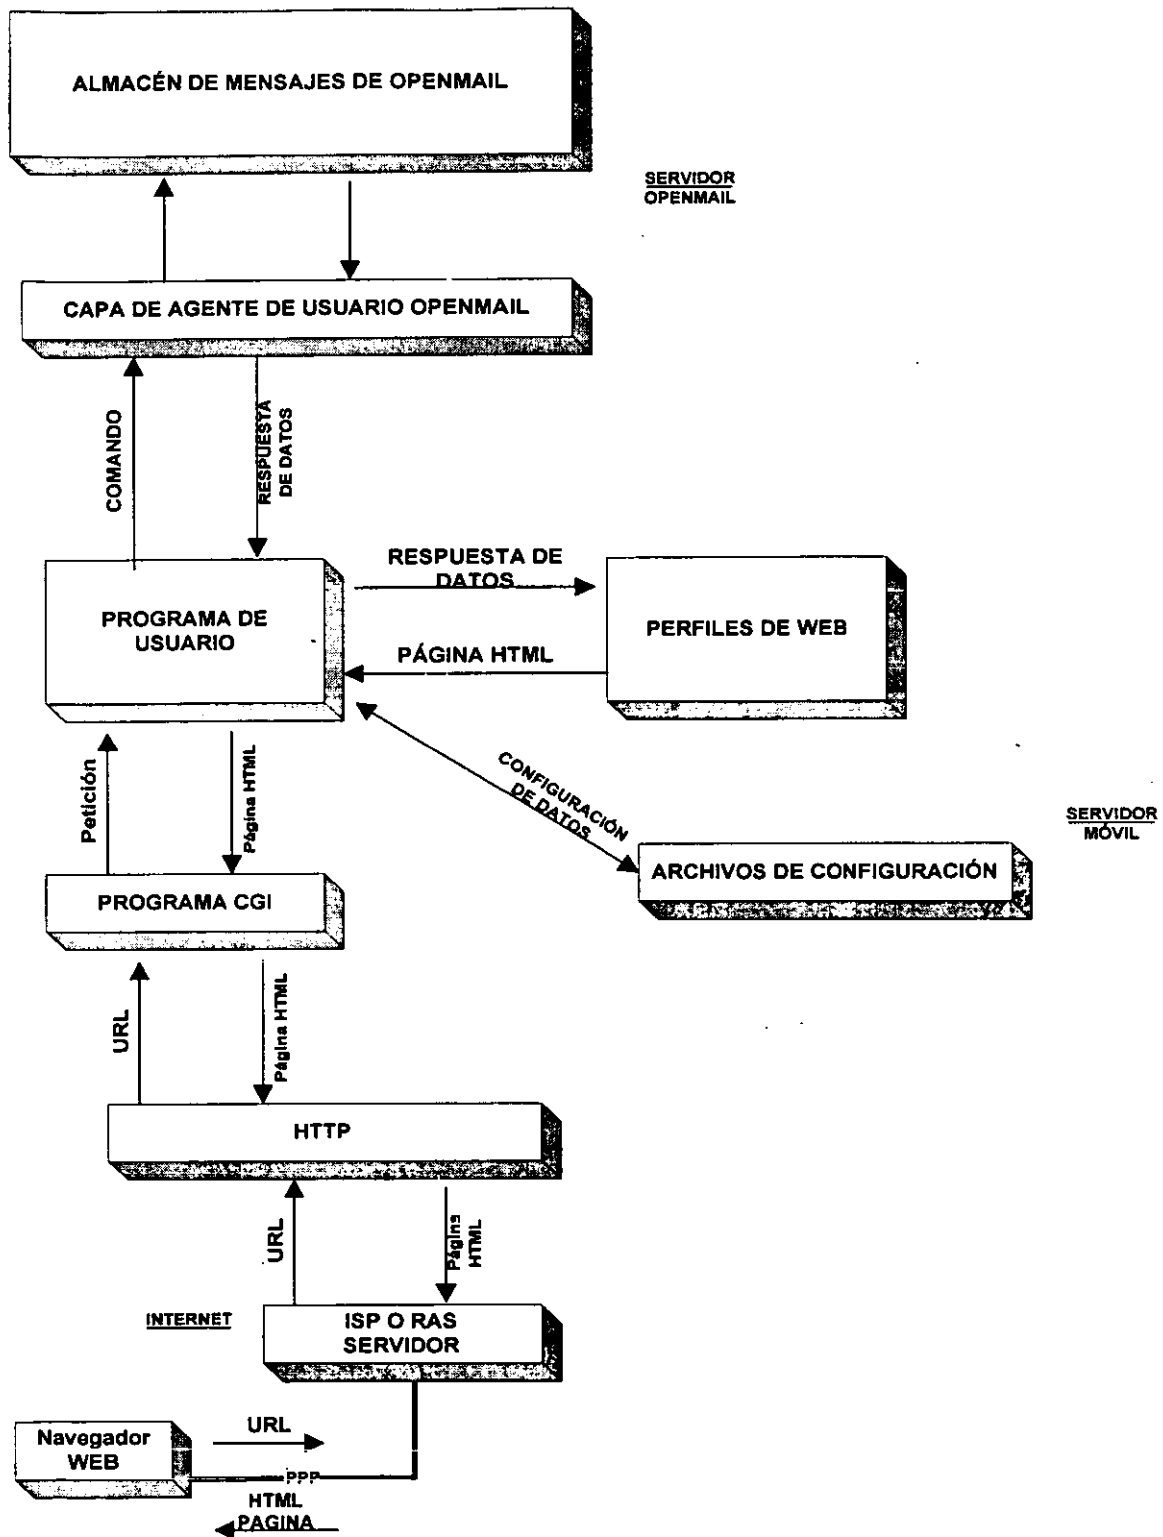 ALMACÉN DE MENSAJES DE OPENMAIL
SERVIDOR
OPENMAIL
CAPA DE AGENTE DE USUARIO OPENMAIL
COMANDO
RESPUESTA
DE DATOS
RESPUESTA DE
DATOS
PROGRAMA DE
USUARIO
PERFILES DE WEB
PÁGINA HTML
Petición
Página HTML
CONFIGURACIÓN
DE DATOS
SERVIDOR
MÓVIL
ARCHIVOS DE CONFIGURACIÓN
PROGRAMA CGI
URL
Página HTML
HTTP
URL
Página
HTML
INTERNET
ISP O RAS
SERVIDOR
Navegador
WEB
URL
PPP
HTML
PAGINA